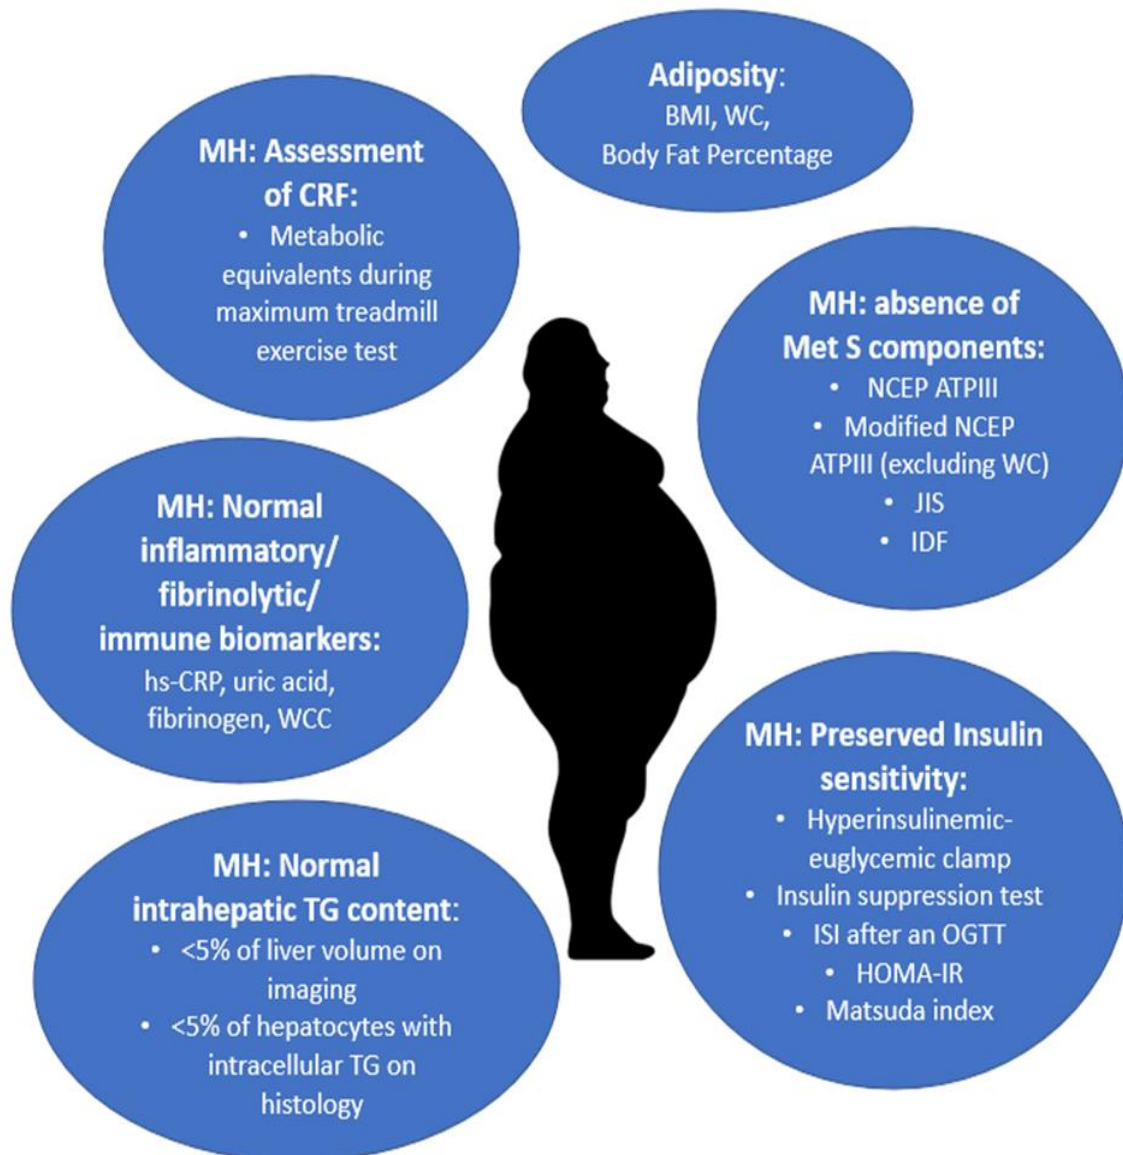 Adiposity:
BMI, WC,
Body Fat Percentage
MH: Assessment
of CRF:
• Metabolic
equivalents during
maximum treadmill
exercise test
MH: absence of
Met S components:
• NCEP ATPIII
• Modified NCEP
ATPIII (excluding WC)
• JIS
• IDF
MH: Normal
inflammatory/
fibrinolytic/
immune biomarkers:
hs-CRP, uric acid,
fibrinogen, WCC
MH: Preserved Insulin
sensitivity:
• Hyperinsulinemic-
euglycemic clamp
• Insulin suppression test
• ISI after an OGTT
• HOMA-IR
• Matsuda index
MH: Normal
intrahepatic TG content:
• <5% of liver volume on
imaging
• <5% of hepatocytes with
intracellular TG on
histology